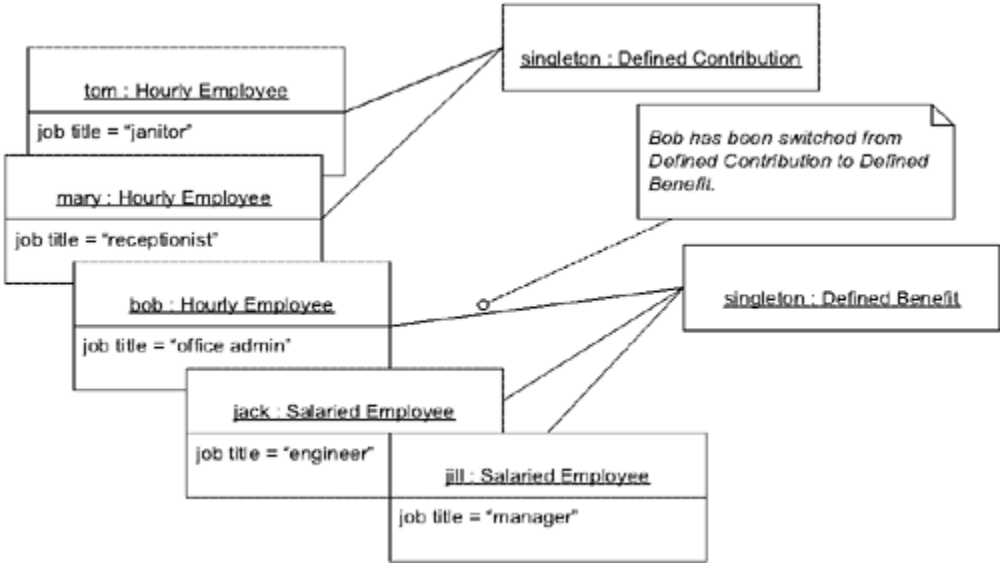 singleton : Defined Contribution
tom : Hourly Employee
job title = "janitor"
Bob has been switched from
Defined Contribution to Defined
Benefit.
mary : Hourly Employee
job title = "receptionist"
bob : Hourly Employee
job title = "office admin"
singleton : Defined Benefit
jack : Salaried Employee
job title = "engineer"
jill : Salaried Employee
job title = "manager"